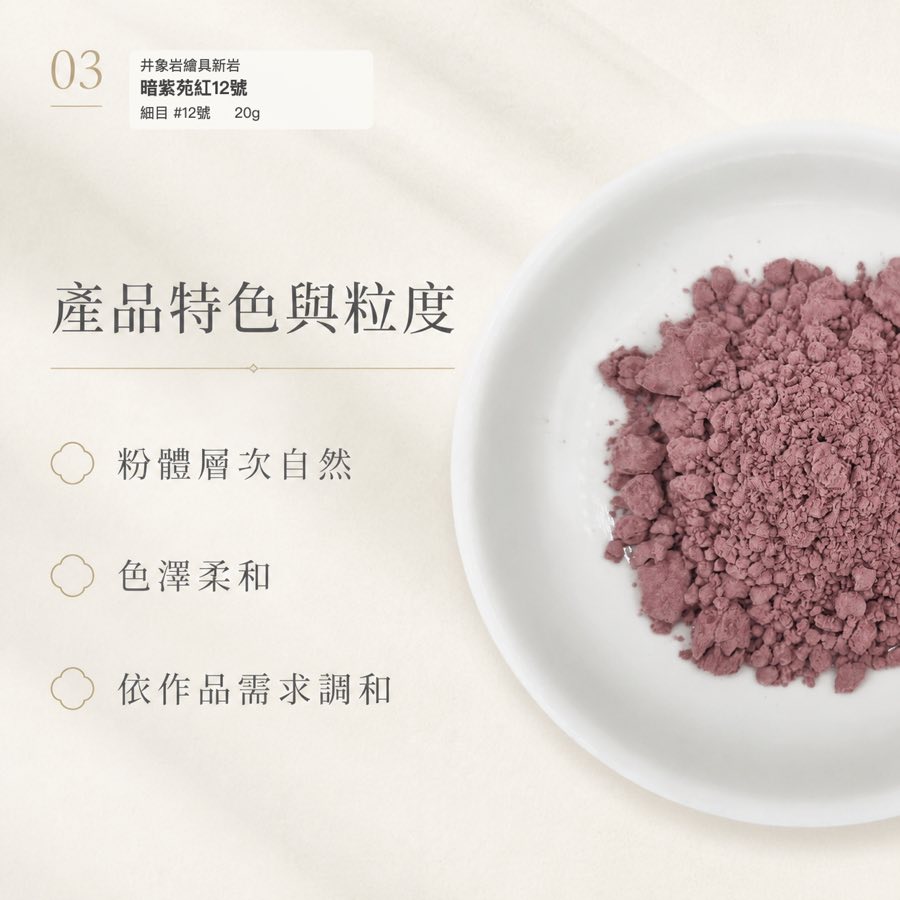 03
井象岩繪具新岩
暗紫苑紅12號
細目 #12號 20g
產品特色與粒度
粉體層次自然
色澤柔和
依作品需求調和